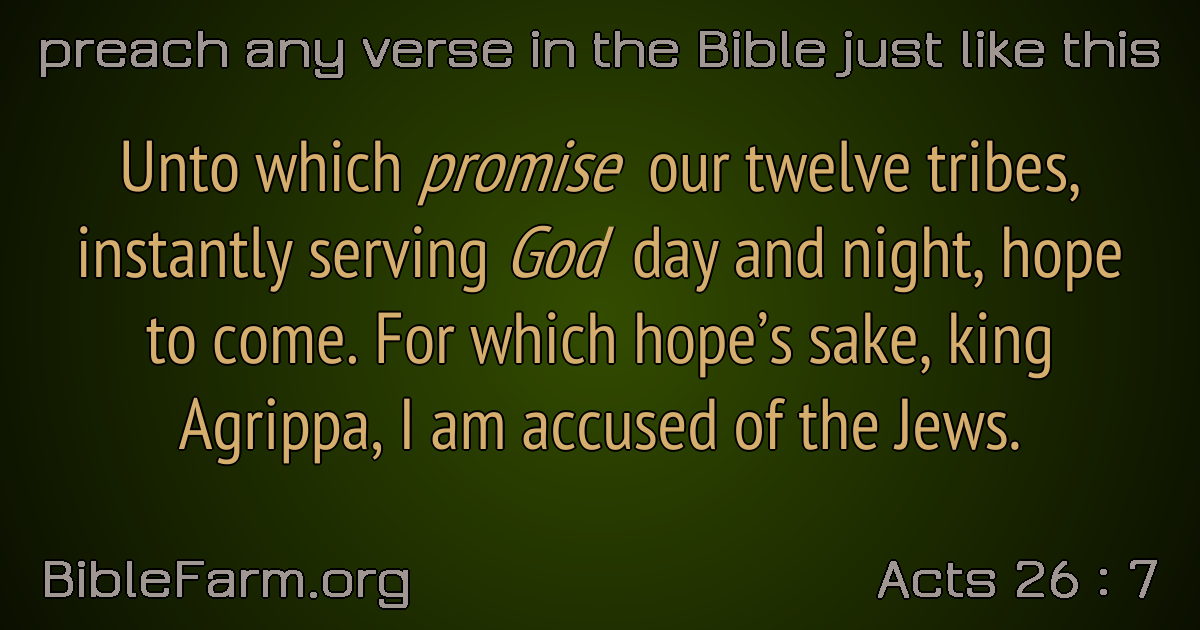 preach any verse in the Bible just like this
Unto which promise our twelve tribes,
instantly serving God day and night, hope
to come. For which hope’s sake, king
Agrippa, I am accused of the Jews.
BibleFarm.org
Acts 26 : 7